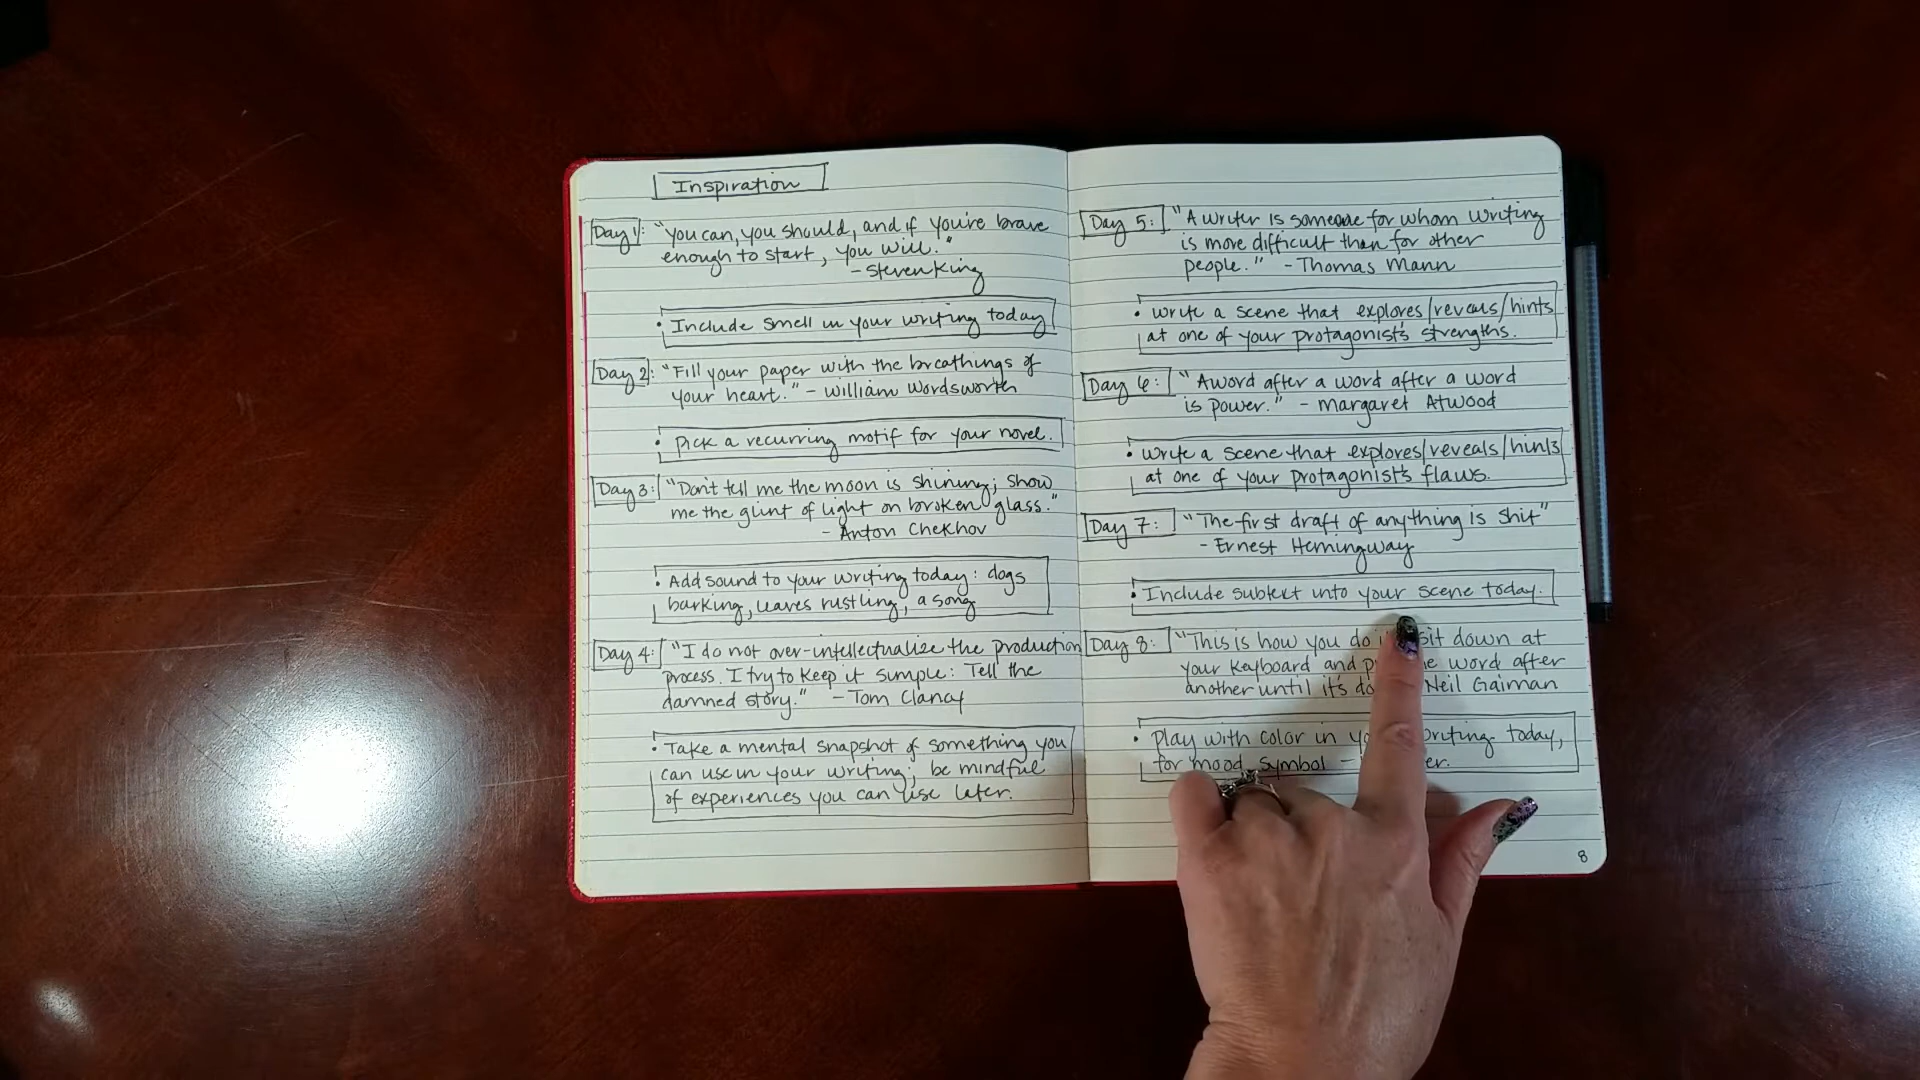 Inspiration
Day 1: "You can, you should, and if you're brave
enough to start, you will."
- Steven King
• Include smell in your writing today
Day 2: "Fill your paper with the breathings of
your heart." - William Wordsworth
• Pick a recurring motif for your novel.
Day 3: "Don't tell me the moon is shining; show
me the glint of light on broken glass."
- Anton Chekhov
• Add sound to your writing today: dogs
barking, leaves rustling, a song
Day 4: "I do not over-intellectualize the production
process. I try to keep it simple: Tell the
damned story." - Tom Clancy
• Take a mental snapshot of something you
can use in your writing; be mindful
of experiences you can use later.
Day 5: "A writer is someone for whom writing
is more difficult than for other
people." - Thomas Mann
• Write a scene that explores/reveals/hints
at one of your protagonist's strengths.
Day 6: "A word after a word after a word
is power." - Margaret Atwood
• Write a scene that explores/reveals/hints
at one of your protagonist's flaws.
Day 7: "The first draft of anything is shit"
- Ernest Hemingway
• Include subtext into your scene today.
Day 8: "This is how you do sit down at
your keyboard and word after
another until it's Neil Gaiman
• Play with color in writing today,
for mood, symbol -
8